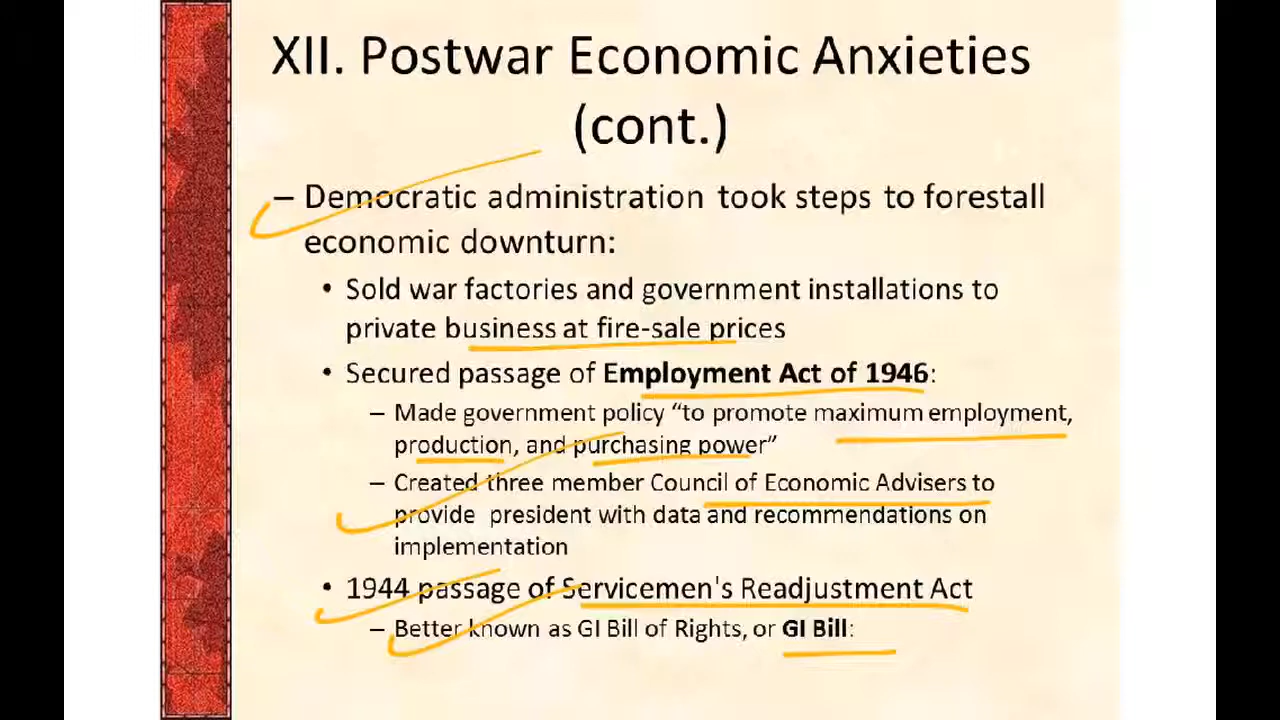 XII. Postwar Economic Anxieties
(cont.)
– Democratic administration took steps to forestall
economic downturn:
• Sold war factories and government installations to
private business at fire-sale prices
• Secured passage of Employment Act of 1946:
– Made government policy “to promote maximum employment,
production, and purchasing power”
– Created three member Council of Economic Advisers to
provide president with data and recommendations on
implementation
• 1944 passage of Servicemen's Readjustment Act
– Better known as GI Bill of Rights, or GI Bill: